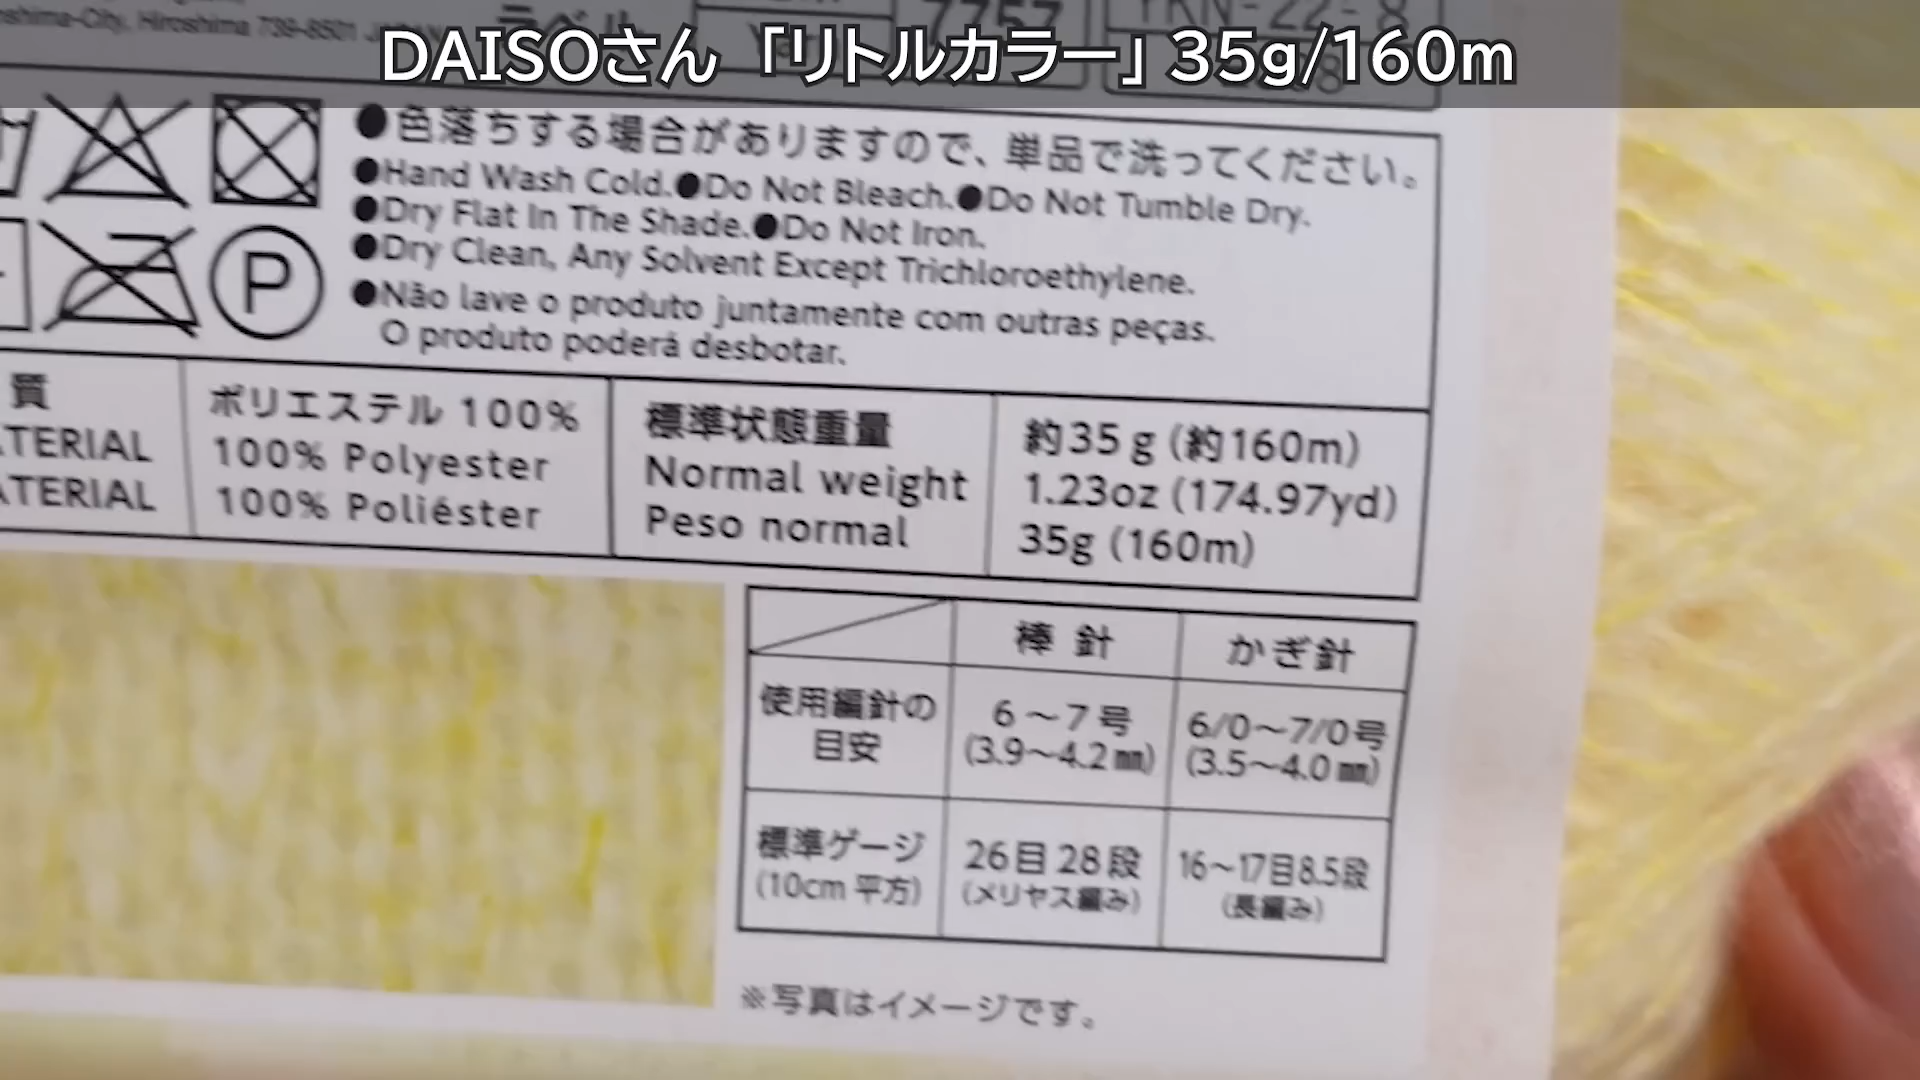 DAISOさん「リトルカラー」35g/160m
Hiroshima 739-8501
●色落ちする場合がありますので、単品で洗ってください。
●Hand Wash Cold.●Do Not Bleach.●Do Not Tumble Dry.
●Dry Flat In The Shade.●Do Not Iron.
●Dry Clean, Any Solvent Except Trichloroethylene.
●Não lave o produto juntamente com outras peças.
O produto poderá desbotar.
P
質
ATERIAL
ATERIAL
ポリエステル 100%
100% Polyester
100% Poliéster
標準状態重量
Normal weight
Peso normal
約35g (約160m)
1.23oz (174.97yd)
35g (160m)
棒 針 かぎ針
使用編針の
目安
6～7号
(3.9～4.2㎜)
6/0～7/0号
(3.5～4.0㎜)
標準ゲージ
(10cm 平方)
26目28段
(メリヤス編み)
16～17目8.5段
(長編み)
※写真はイメージです。